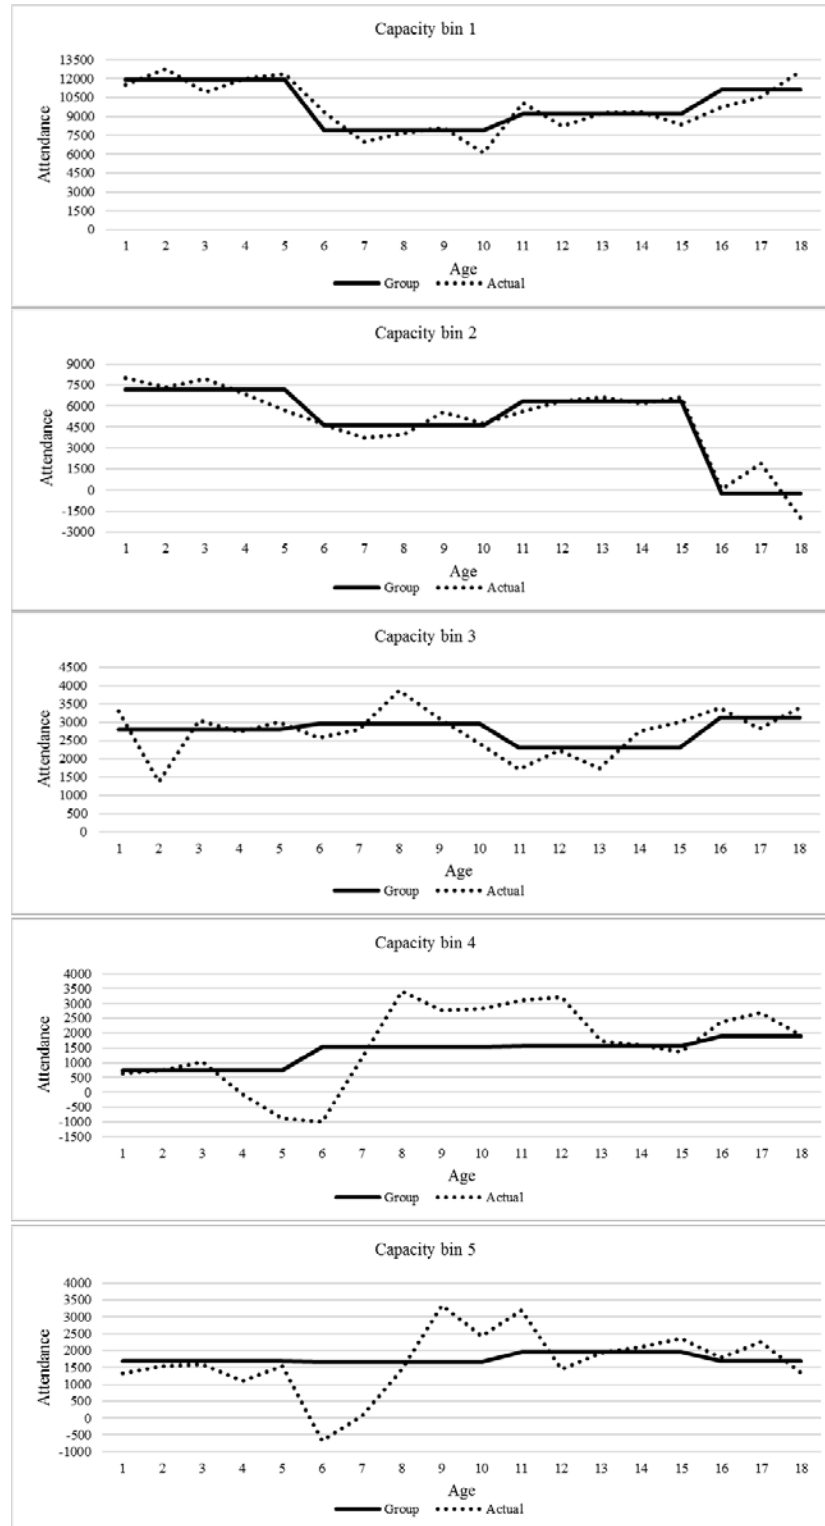 Capacity bin 1
13500
12000
10500
9000
7500
6000
4500
3000
1500
0
Attendance
1 2 3 4 5 6 7 8 9 10 11 12 13 14 15 16 17 18
Age
Group Actual
Capacity bin 2
9000
7500
6000
4500
3000
1500
0
-1500
-3000
Attendance
1 2 3 4 5 6 7 8 9 10 11 12 13 14 15 16 17 18
Age
Group Actual
Capacity bin 3
4500
4000
3500
3000
2500
2000
1500
1000
500
0
Attendance
1 2 3 4 5 6 7 8 9 10 11 12 13 14 15 16 17 18
Age
Group Actual
Capacity bin 4
4000
3500
3000
2500
2000
1500
1000
500
0
-500
-1000
-1500
Attendance
1 2 3 4 5 6 7 8 9 10 11 12 13 14 15 16 17 18
Age
Group Actual
Capacity bin 5
4000
3500
3000
2500
2000
1500
1000
500
0
-500
-1000
Attendance
1 2 3 4 5 6 7 8 9 10 11 12 13 14 15 16 17 18
Age
Group Actual